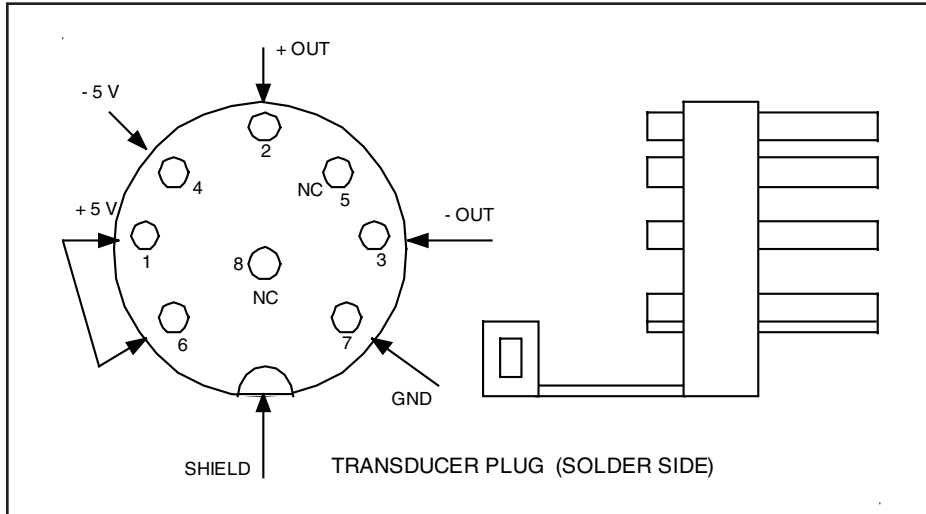 + OUT
- 5 V
2
4
NC 5
+ 5 V
- OUT
1
8
3
NC
6
7
GND
SHIELD
TRANSDUCER PLUG (SOLDER SIDE)